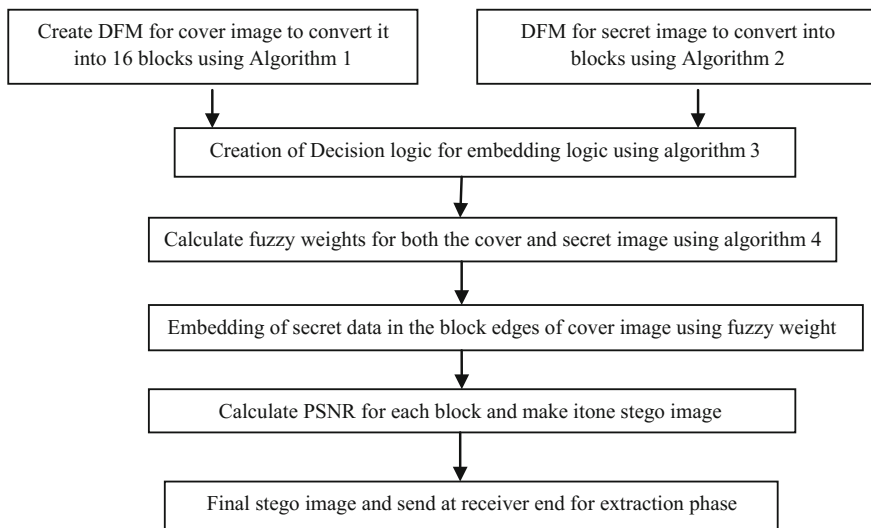 Create DFM for cover image to convert it
into 16 blocks using Algorithm 1
DFM for secret image to convert into
blocks using Algorithm 2
Creation of Decision logic for embedding logic using algorithm 3
Calculate fuzzy weights for both the cover and secret image using algorithm 4
Embedding of secret data in the block edges of cover image using fuzzy weight
Calculate PSNR for each block and make itone stego image
Final stego image and send at receiver end for extraction phase